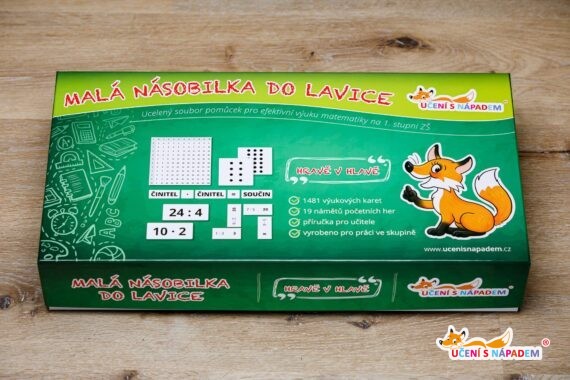 MALÁ NÁSOBILKA DO LAVICE
UČENÍ S NÁPADEM®
Ucelený soubor pomůcek pro efektivní výuku matematiky na 1. stupni ZŠ
HRAVĚ V HLAVĚ
ČINITEL · ČINITEL = SOUČIN
24 : 4
10 · 2
1481 výukových karet
19 námětů početních her
příručka pro učitele
vyrobeno pro práci ve skupině
www.ucenisnapadem.cz
MALÁ NÁSOBILKA
DO LAVICE
HRAVĚ V HLAVĚ
UČENÍ S NÁPADEM
UČENÍ S NÁPADEM®